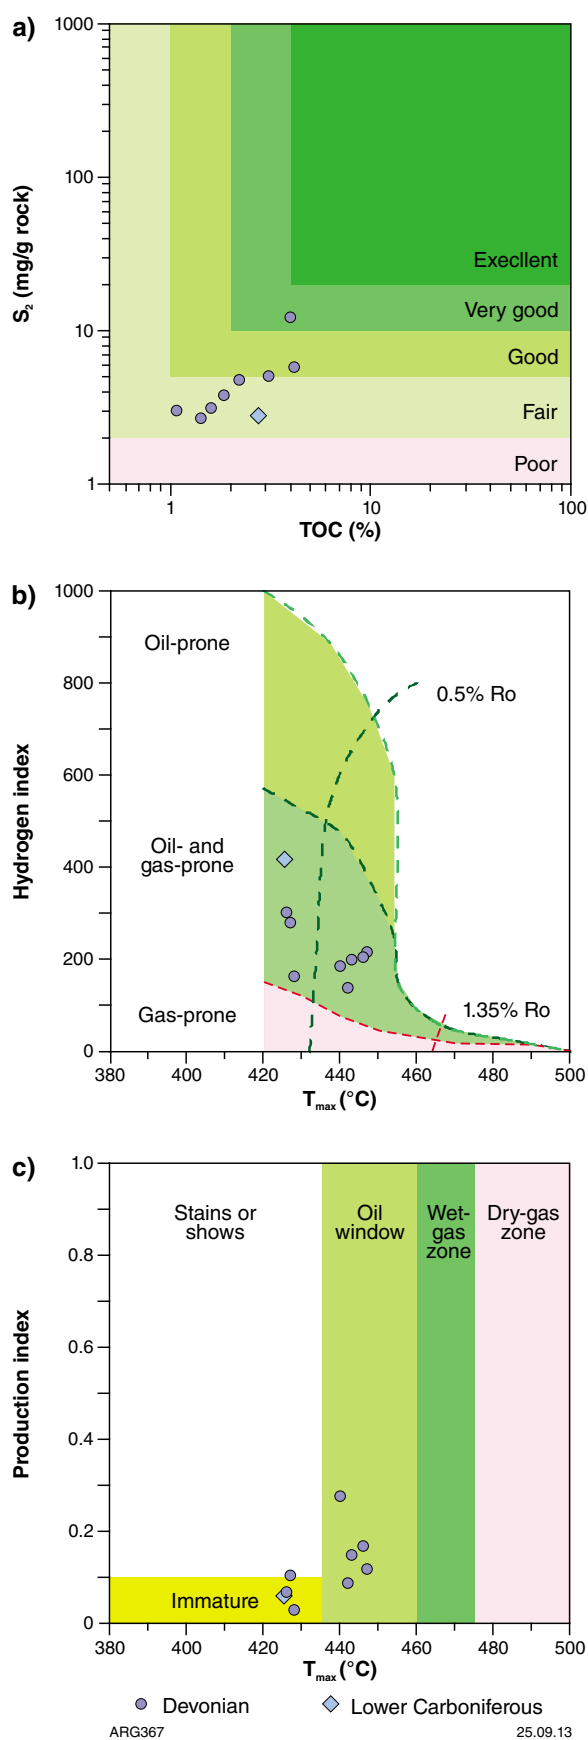 a)
1000
100
10
1
S₂ (mg/g rock)
Execllent
Very good
Good
Fair
Poor
1
10
100
TOC (%)
b)
1000
800
600
400
200
0
Hydrogen index
Oil-prone
0.5% Ro
Oil- and
gas-prone
Gas-prone
1.35% Ro
380
400
420
440
460
480
500
Tmax (°C)
c)
1.0
0.8
0.6
0.4
0.2
0
Production index
Stains or
shows
Oil
window
Wet-
gas
zone
Dry-gas
zone
Immature
380
400
420
440
460
480
500
Tmax (°C)
Devonian
Lower Carboniferous
ARG367
25.09.13